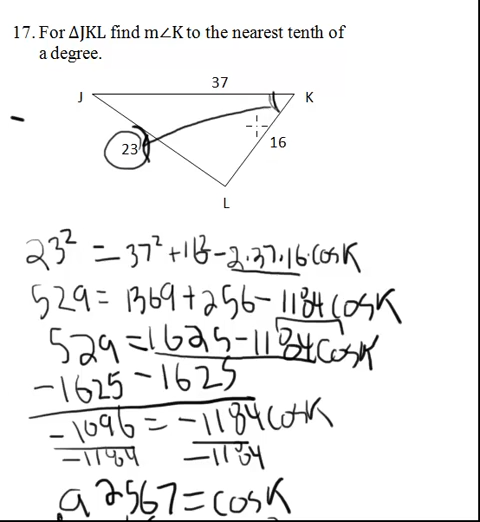 17. For ΔJKL find m∠K to the nearest tenth of
a degree.
37
J K
23 16
L
23² = 37² + 16² - 2·37·16·cosK
529 = 1369 + 256 - 1184 cosK
529 = 1625 - 1184 cosK
-1625 -1625
-1096 = -1184 cosK
-1184 -1184
.92567 = cosK